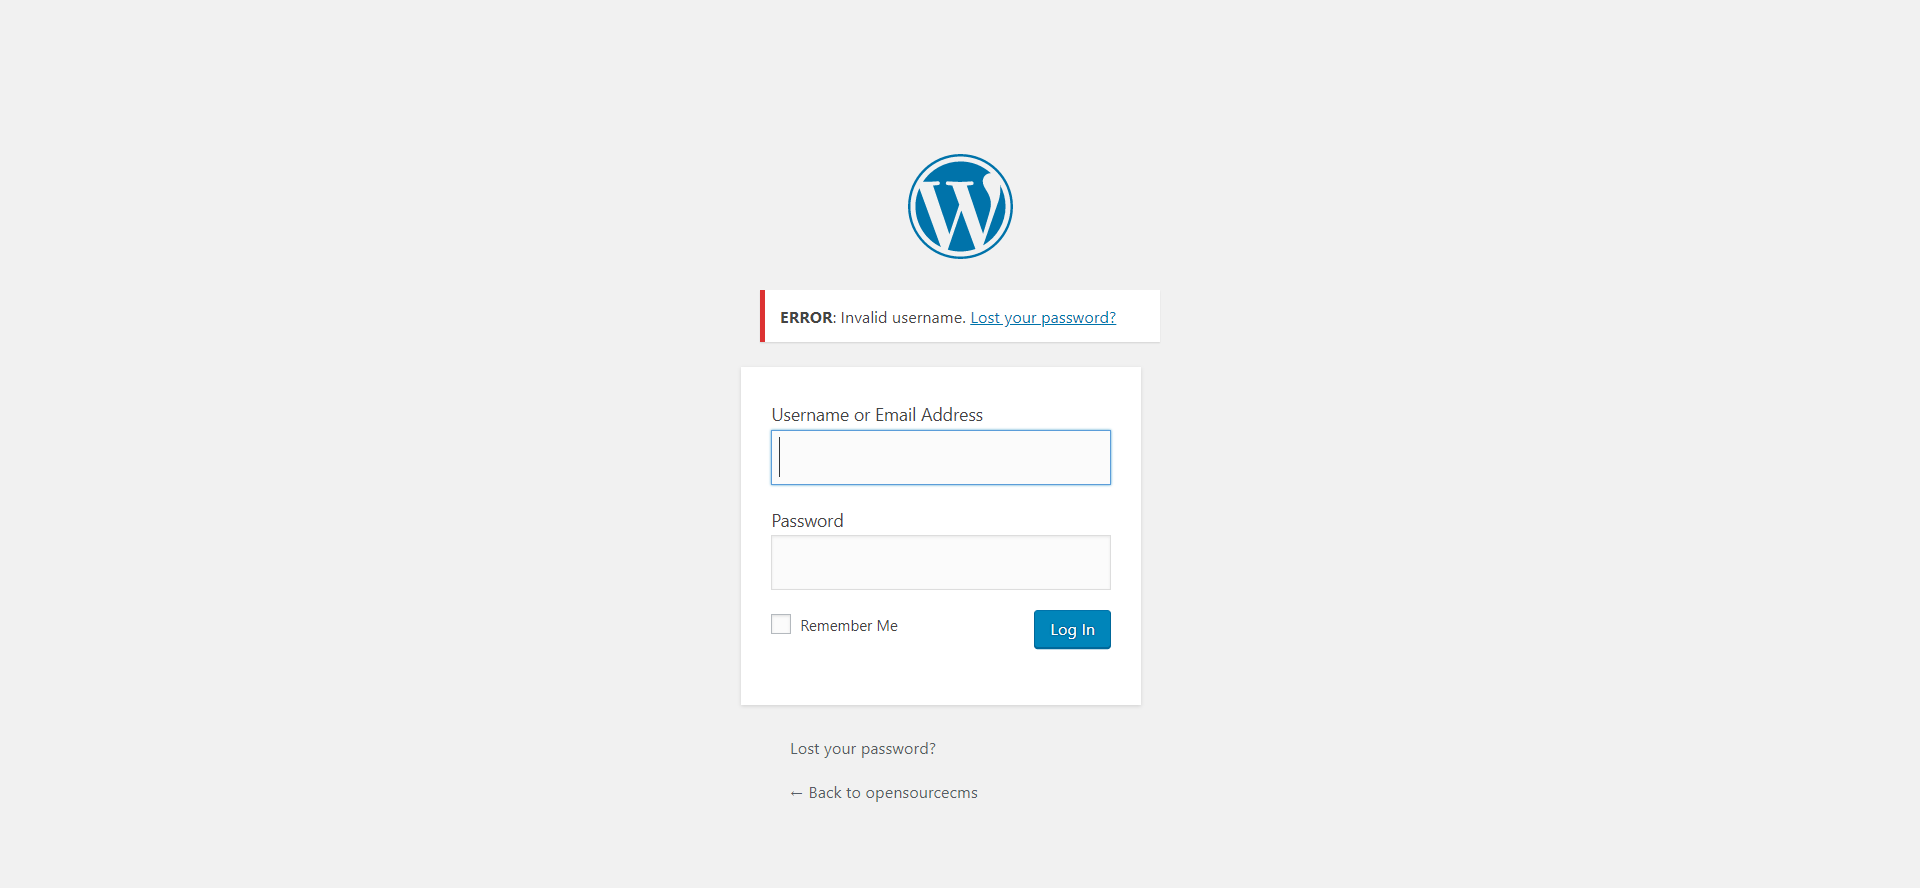 ERROR: Invalid username. Lost your password?
Username or Email Address
Password
Remember Me
Log In
Lost your password?
← Back to opensourcecms